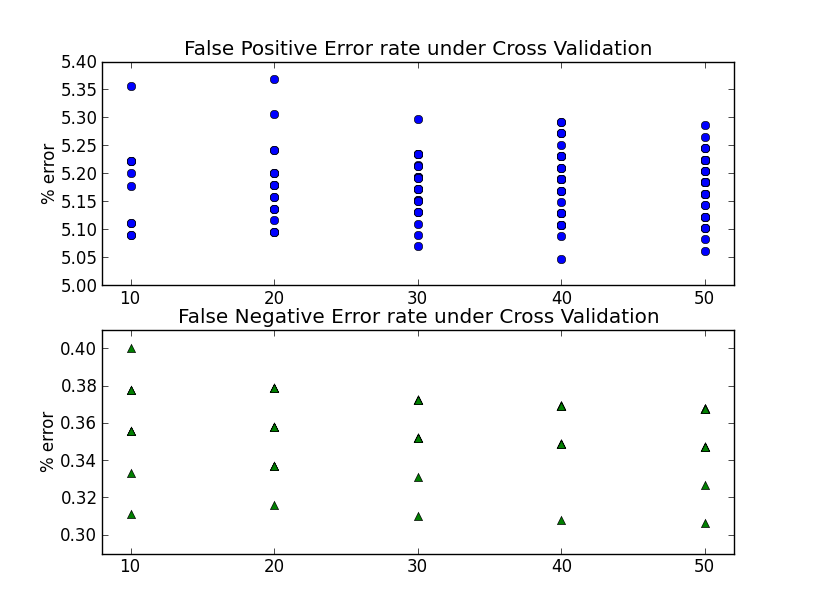 False Positive Error rate under Cross Validation
5.40
5.35
5.30
5.25
5.20
5.15
5.10
5.05
5.00
% error
10 20 30 40 50
False Negative Error rate under Cross Validation
0.40
0.38
0.36
0.34
0.32
0.30
% error
10 20 30 40 50